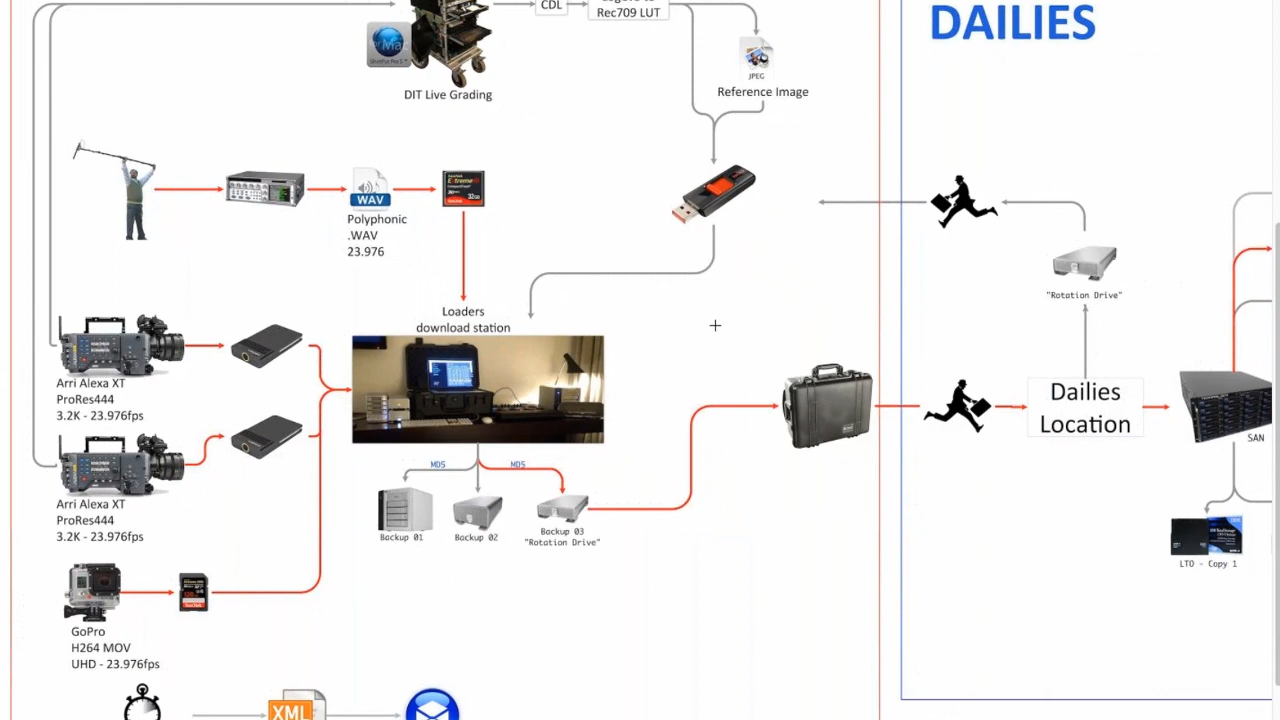 CDL
Rec709 LUT
DAILIES
JPEG
DIT Live Grading
Reference Image
WAV
Extreme
32GB
Polyphonic
.WAV
23.976
"Rotation Drive"
Loaders
download station
Arri Alexa XT
ProRes444
3.2K - 23.976fps
Dailies
Location
SAN
Arri Alexa XT
ProRes444
3.2K - 23.976fps
MD5
MD5
Backup 01
Backup 02
Backup 03
"Rotation Drive"
LTO - Copy 1
SanDisk
GoPro
H264 MOV
UHD - 23.976fps
XML